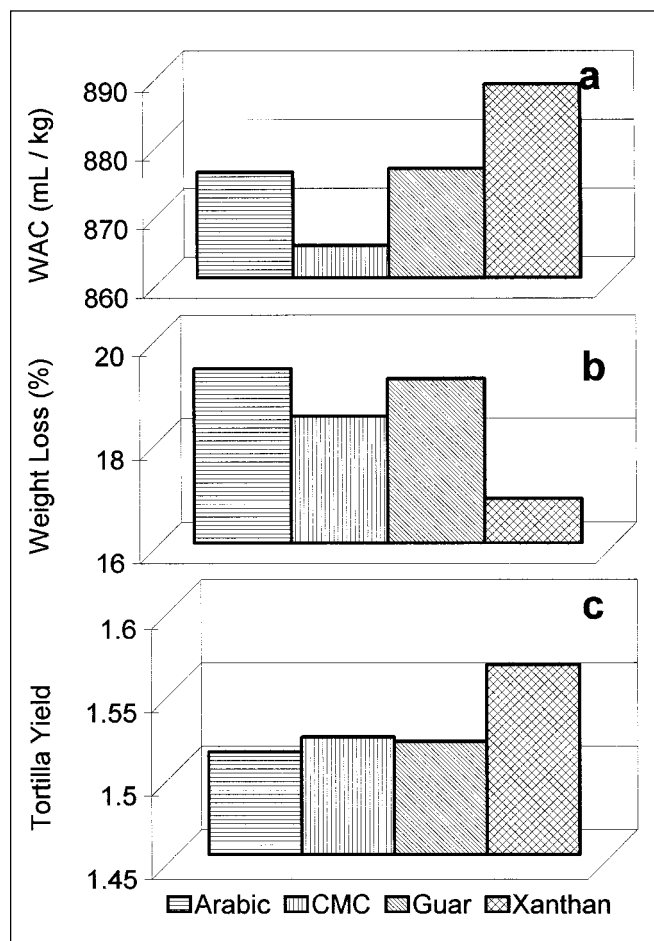 a
890
880
870
860
WAC (mL / kg)
b
20
18
16
Weight Loss (%)
c
1.6
1.55
1.5
1.45
Tortilla Yield
Arabic CMC Guar Xanthan